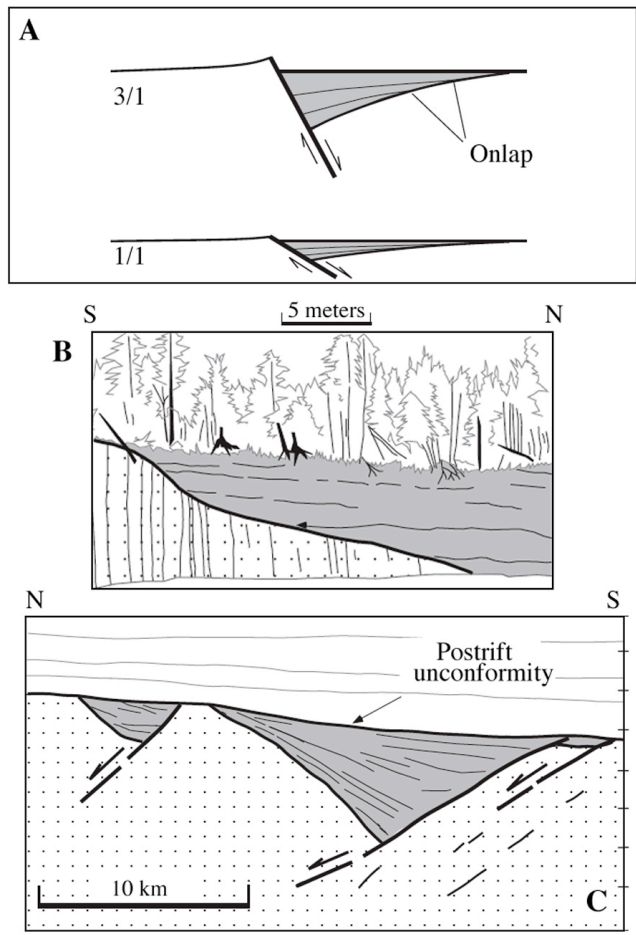 A
3/1
Onlap
1/1
S
5 meters
N
B
N
S
Postrift
unconformity
10 km
C